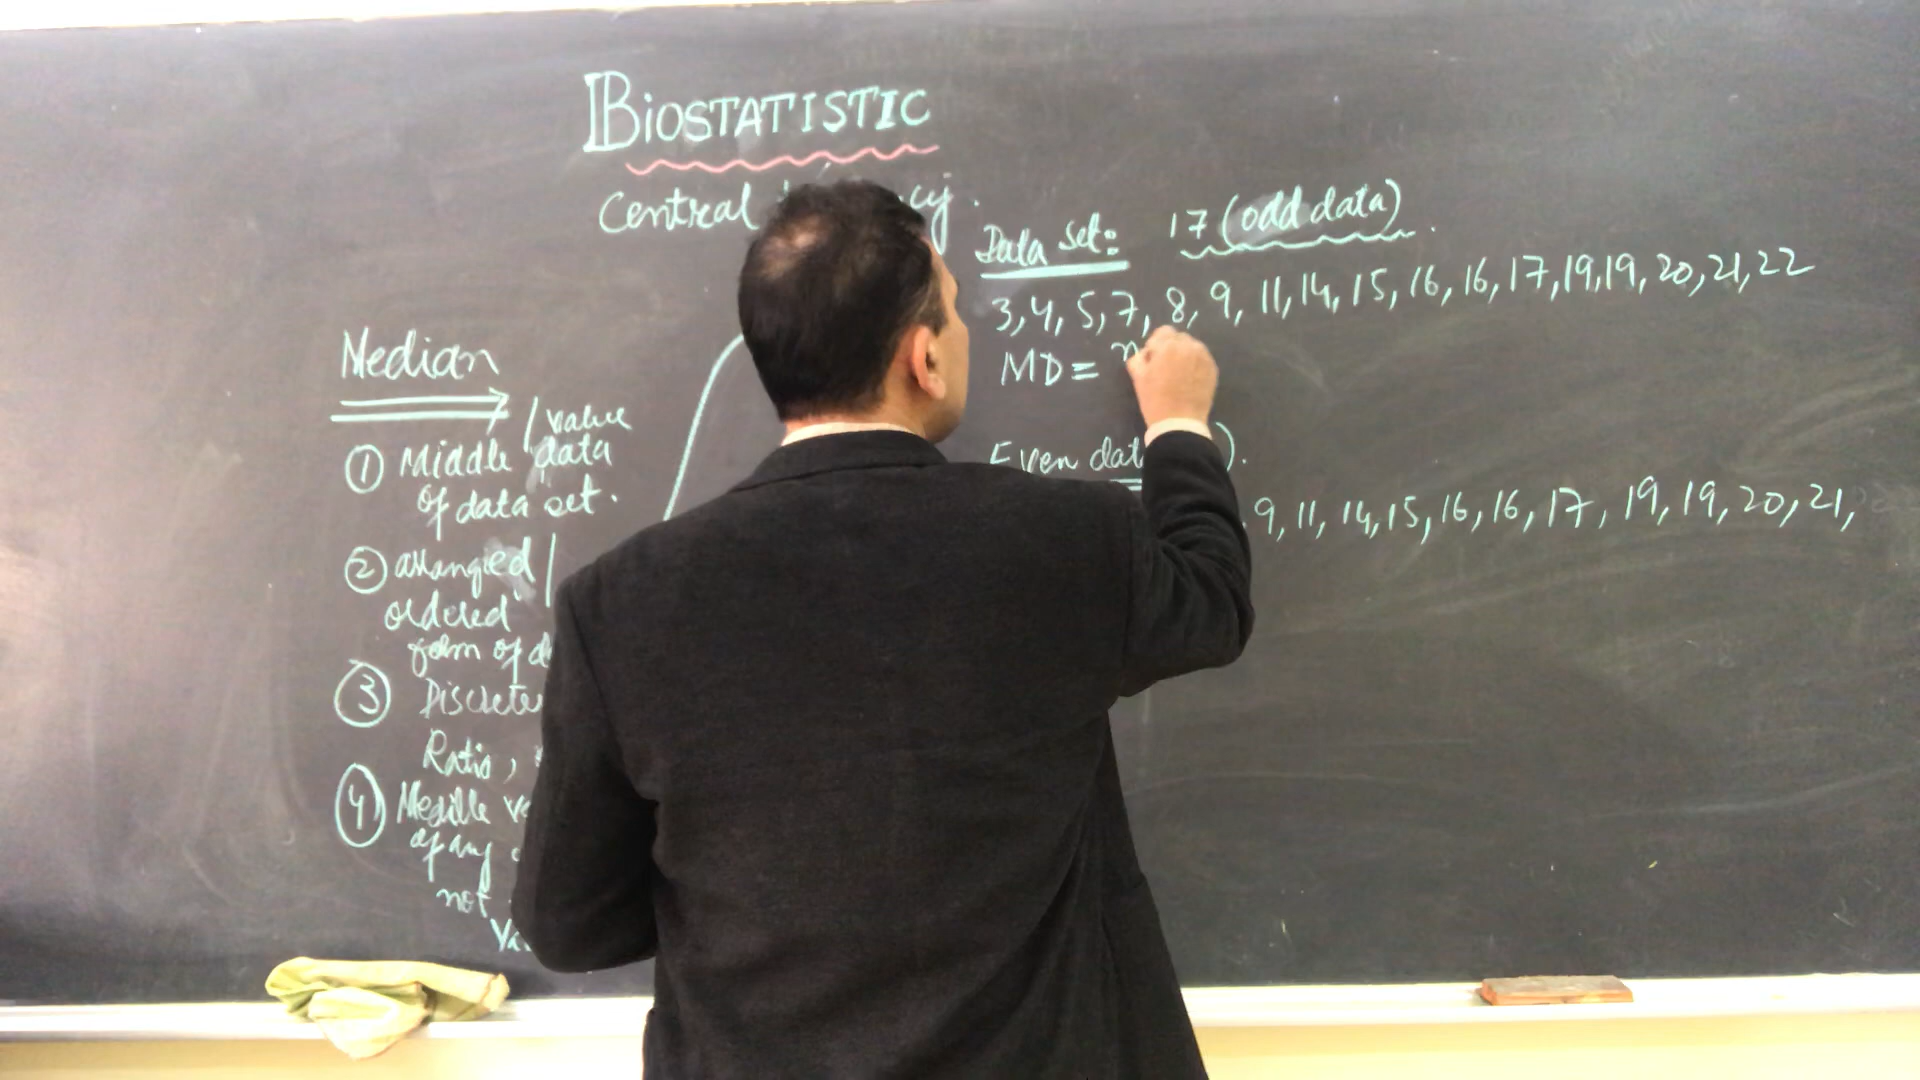 BIOSTATISTIC
Central
Data set: 17 (odd data).
3, 4, 5, 7, 8, 9, 11, 14, 15, 16, 16, 17, 19, 19, 20, 21, 22
MD =
Even
9, 11, 14, 15, 16, 16, 17, 19, 19, 20, 21,
Median
① Middle / value
data
of data set.
② arranged /
ordered
form of
③ Discrete
Ratio,
④
of any
not